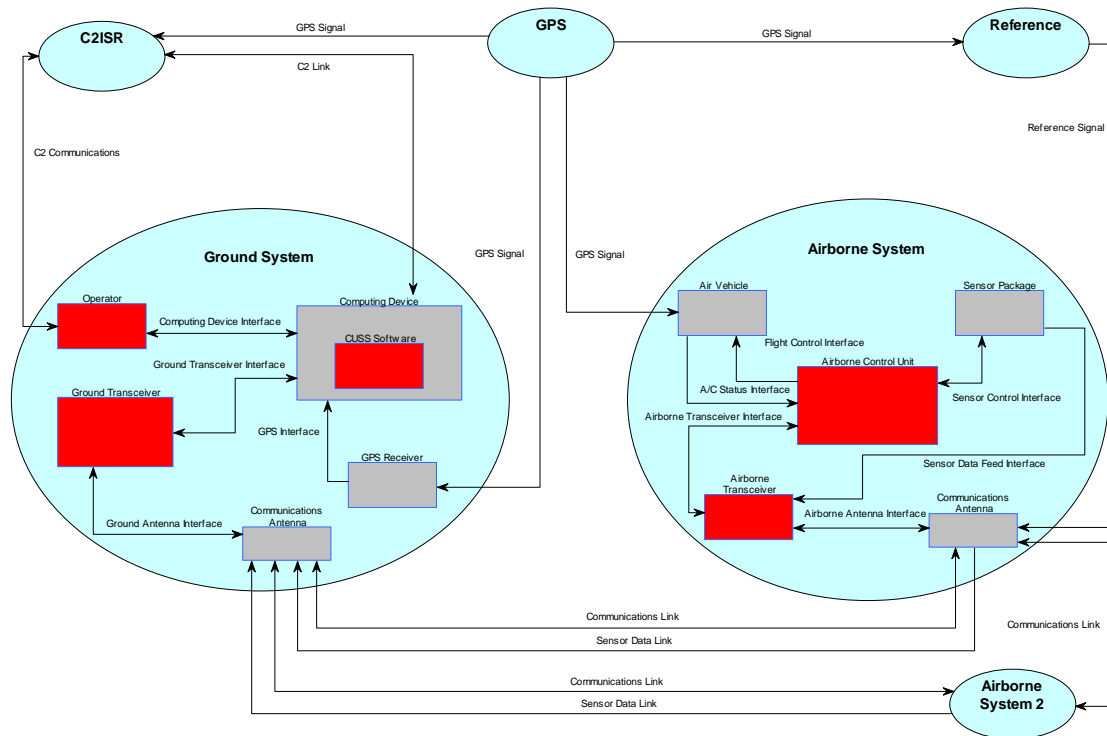 C2ISR
GPS
Reference
GPS Signal
GPS Signal
C2 Link
Reference Signal
C2 Communications
GPS Signal
GPS Signal
Ground System
Airborne System
Operator
Computing Device
Computing Device Interface
CUSS Software
Ground Transceiver Interface
Ground Transceiver
GPS Interface
GPS Receiver
Ground Antenna Interface
Communications
Antenna
Air Vehicle
Sensor Package
Flight Control Interface
Airborne Control Unit
A/C Status Interface
Sensor Control Interface
Airborne Transceiver Interface
Sensor Data Feed Interface
Airborne
Transceiver
Airborne Antenna Interface
Communications
Antenna
Communications Link
Sensor Data Link
Communications Link
Communications Link
Sensor Data Link
Airborne
System 2